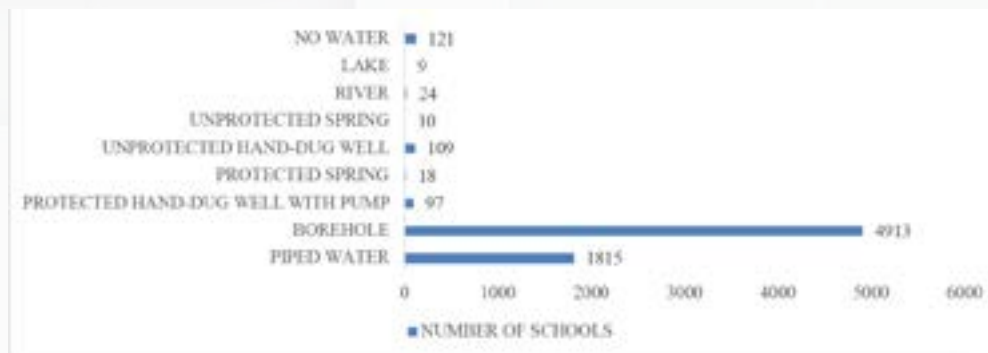 NO WATER 121
LAKE 9
RIVER 24
UNPROTECTED SPRING 10
UNPROTECTED HAND-DUG WELL 109
PROTECTED SPRING 18
PROTECTED HAND-DUG WELL WITH PUMP 97
BOREHOLE 4913
PIPED WATER 1815
0 1000 2000 3000 4000 5000 6000
NUMBER OF SCHOOLS